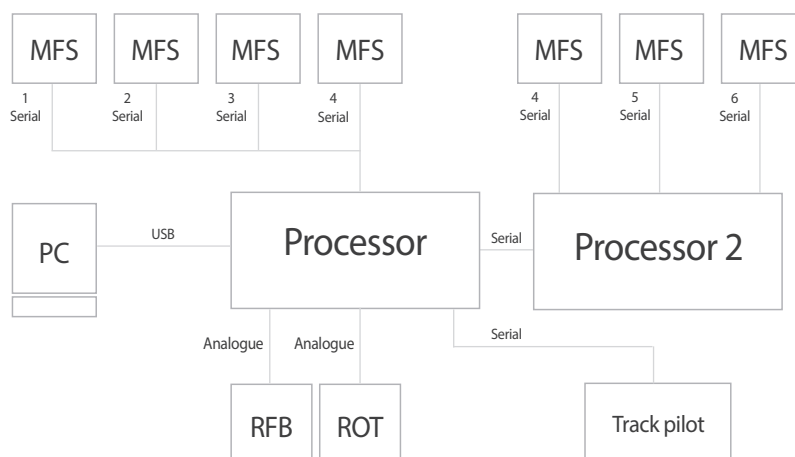 MFS MFS MFS MFS MFS MFS MFS
1 2 3 4 4 5 6
Serial Serial Serial Serial Serial Serial Serial
PC
USB
Processor
Serial
Processor 2
Analogue Analogue
Serial
RFB ROT
Track pilot